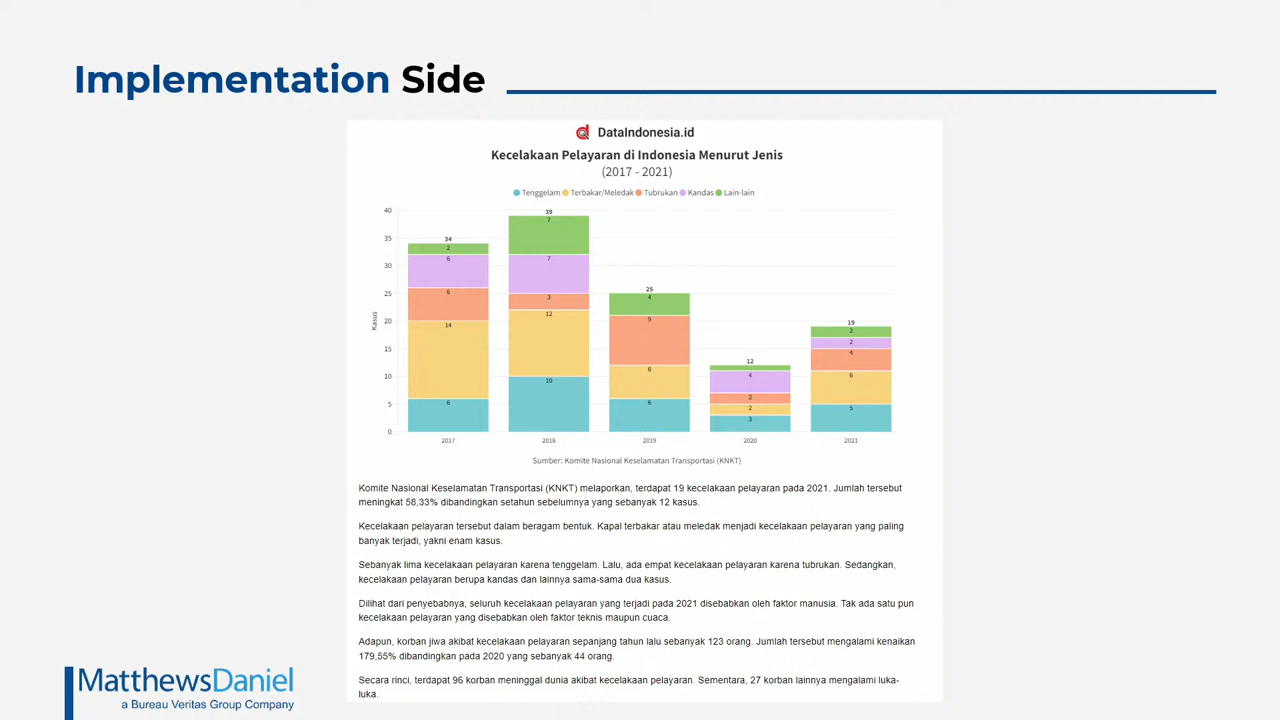 Implementation Side
DataIndonesia.id
Kecelakaan Pelayaran di Indonesia Menurut Jenis
(2017 - 2021)
Tenggelam Terbakar/Meledak Tubrukan Kandas Lain-lain
Kasus
40
35
30
25
20
15
10
5
0
34
2
6
6
14
6
39
7
7
3
12
10
25
4
9
6
6
12
4
2
2
3
19
2
2
4
6
5
2017 2018 2019 2020 2021
Sumber: Komite Nasional Keselamatan Transportasi (KNKT)
Komite Nasional Keselamatan Transportasi (KNKT) melaporkan, terdapat 19 kecelakaan pelayaran pada 2021. Jumlah tersebut
meningkat 58,33% dibandingkan setahun sebelumnya yang sebanyak 12 kasus.
Kecelakaan pelayaran tersebut dalam beragam bentuk. Kapal terbakar atau meledak menjadi kecelakaan pelayaran yang paling
banyak terjadi, yakni enam kasus.
Sebanyak lima kecelakaan pelayaran karena tenggelam. Lalu, ada empat kecelakaan pelayaran karena tubrukan. Sedangkan,
kecelakaan pelayaran berupa kandas dan lainnya sama-sama dua kasus.
Dilihat dari penyebabnya, seluruh kecelakaan pelayaran yang terjadi pada 2021 disebabkan oleh faktor manusia. Tak ada satu pun
kecelakaan pelayaran yang disebabkan oleh faktor teknis maupun cuaca.
Adapun, korban jiwa akibat kecelakaan pelayaran sepanjang tahun lalu sebanyak 123 orang. Jumlah tersebut mengalami kenaikan
179,55% dibandingkan pada 2020 yang sebanyak 44 orang.
Secara rinci, terdapat 96 korban meninggal dunia akibat kecelakaan pelayaran. Sementara, 27 korban lainnya mengalami luka-
luka.
MatthewsDaniel
a Bureau Veritas Group Company